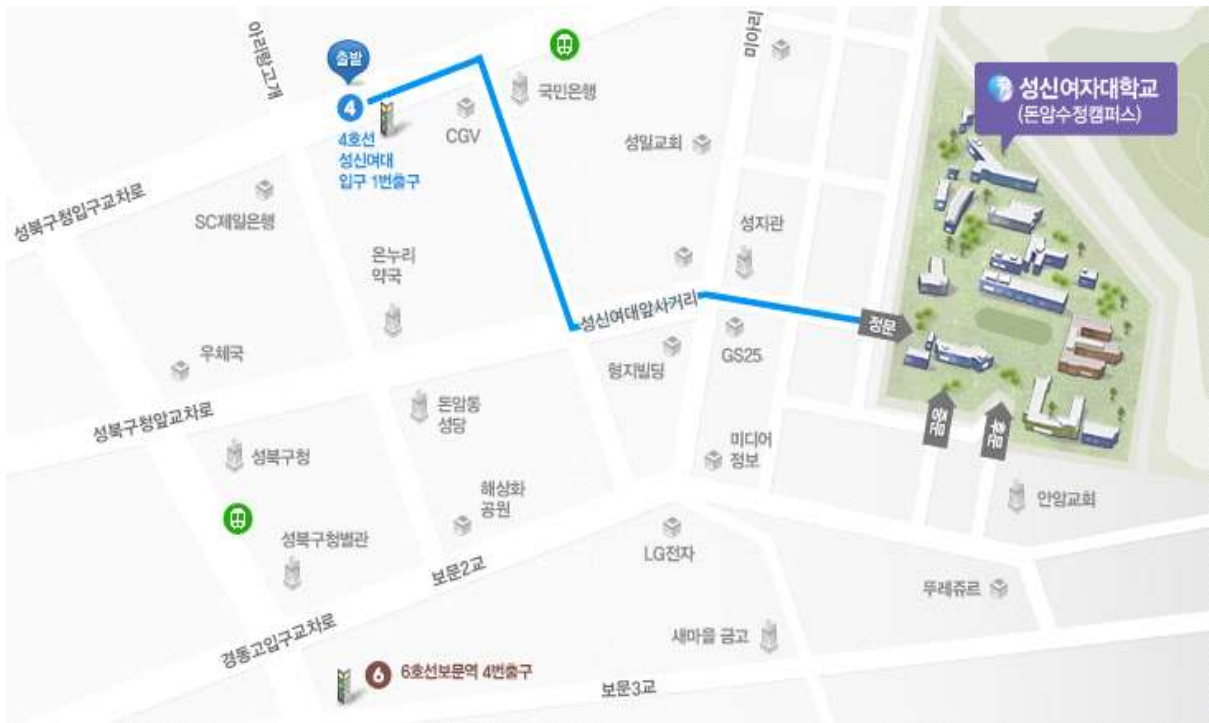 아리랑고개
출발
4
4호선
성신여대
입구 1번출구
CGV
국민은행
미아리
성신여자대학교
(돈암수정캠퍼스)
성일교회
성북구청입구교차로
SC제일은행
온누리
약국
성지관
성신여대앞사거리
정문
우체국
형지빌딩
GS25
성북구청앞교차로
돈암동
성당
중문
후문
성북구청
미디어
정보
해상화
공원
안암교회
성북구청별관
보문2교
LG전자
뚜레쥬르
경동고입구교차로
새마을 금고
6
6호선보문역 4번출구
보문3교